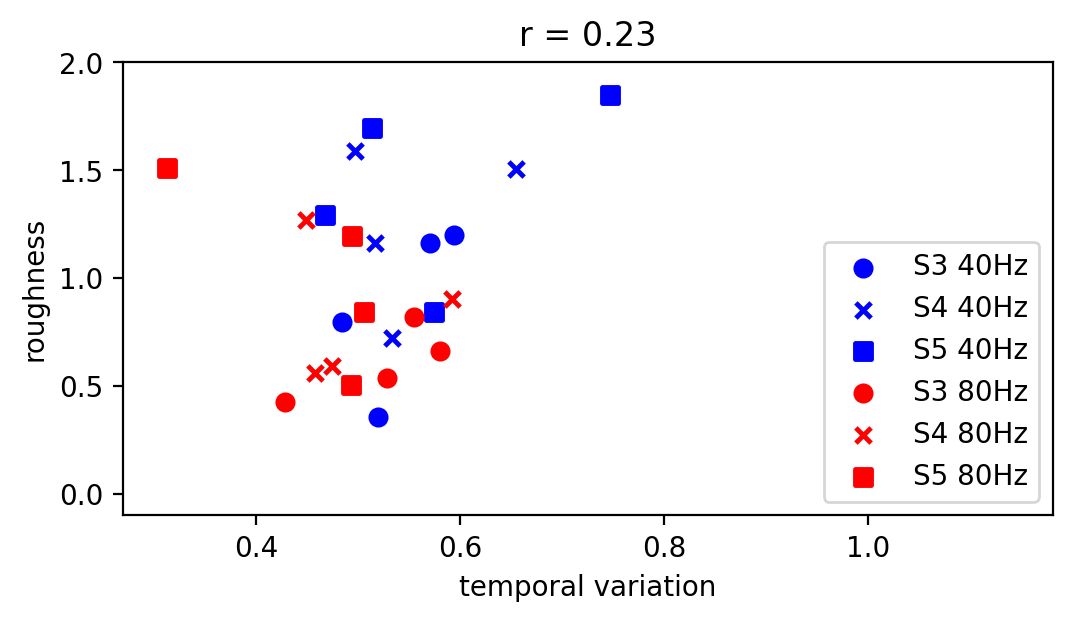 r = 0.23
2.0
1.5
1.0
0.5
0.0
roughness
0.4 0.6 0.8 1.0
temporal variation
S3 40Hz
S4 40Hz
S5 40Hz
S3 80Hz
S4 80Hz
S5 80Hz